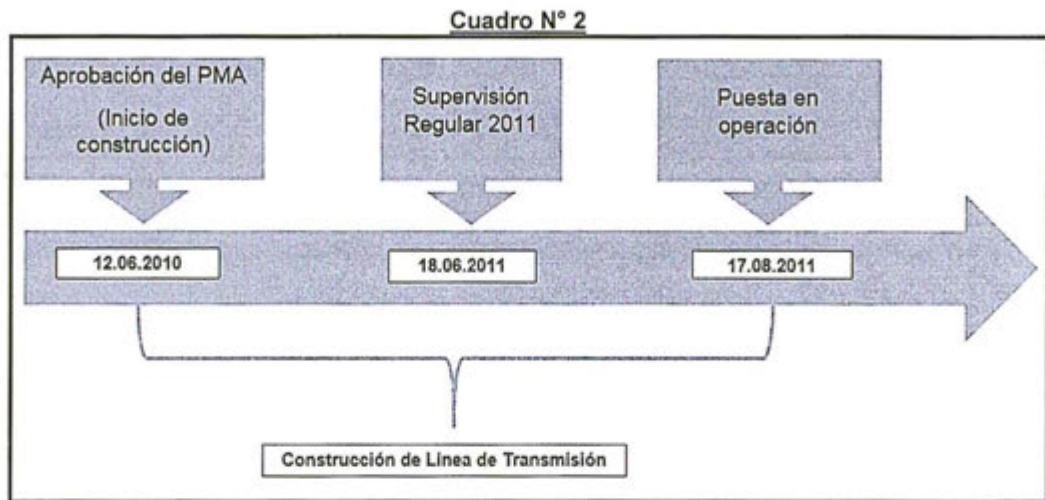 Cuadro N° 2
Aprobación del PMA
(Inicio de
construcción)
Supervisión
Regular 2011
Puesta en
operación
12.06.2010
18.06.2011
17.08.2011
Construcción de Línea de Transmisión